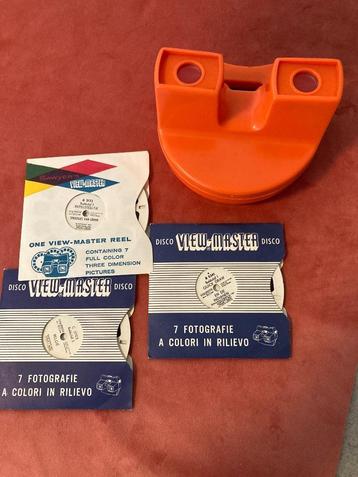 Sawyer's
VIEW-MASTER
ONE VIEW-MASTER REEL
CONTAINING 7
FULL COLOR
THREE DIMENSION
PICTURES
DISCO VIEW-MASTER DISCO
7 FOTOGRAFIE
A COLORI IN RILIEVO
DISCO VIEW-MASTER DISCO
7 FOTOGRAFIE
A COLORI IN RILIEVO